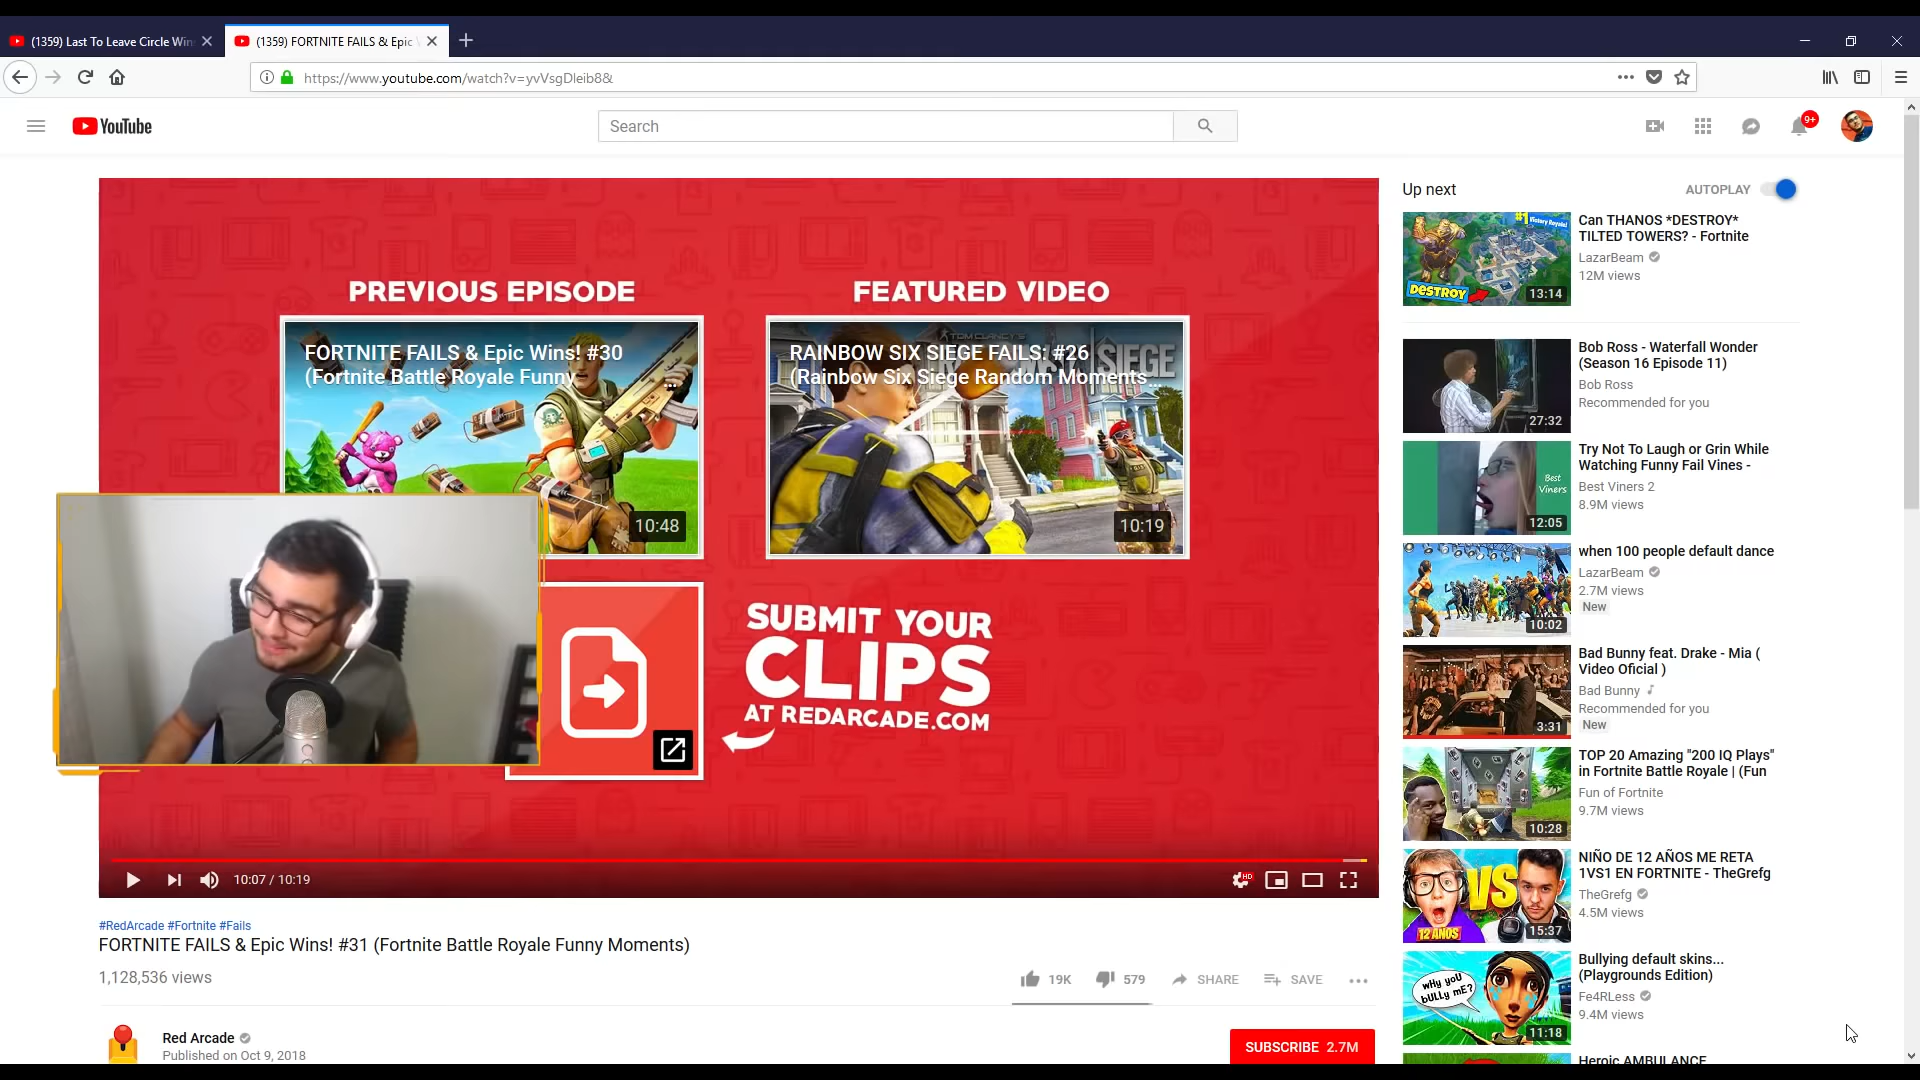 (1359) Last To Leave Circle Win
(1359) FORTNITE FAILS & Epic
https://www.youtube.com/watch?v=yvVsgDleib8&
YouTube
Search
9+
PREVIOUS EPISODE
FEATURED VIDEO
FORTNITE FAILS & Epic Wins! #30
(Fortnite Battle Royale Funny
...
10:48
TOM CLANCY'S
SIEGE
RAINBOW SIX SIEGE FAILS: #26
(Rainbow Six Siege Random Moments...
10:19
SUBMIT YOUR
CLIPS
AT REDARCADE.COM
10:07 / 10:19
HD
#RedArcade #Fortnite #Fails
FORTNITE FAILS & Epic Wins! #31 (Fortnite Battle Royale Funny Moments)
1,128,536 views
19K
579
SHARE
SAVE
Red Arcade
Published on Oct 9, 2018
SUBSCRIBE 2.7M
Up next
AUTOPLAY
#1 Victory Royale!
DESTROY
13:14
Can THANOS *DESTROY*
TILTED TOWERS? - Fortnite
LazarBeam
12M views
27:32
Bob Ross - Waterfall Wonder
(Season 16 Episode 11)
Bob Ross
Recommended for you
Best
Viners
12:05
Try Not To Laugh or Grin While
Watching Funny Fail Vines -
Best Viners 2
8.9M views
10:02
when 100 people default dance
LazarBeam
2.7M views
New
3:31
Bad Bunny feat. Drake - Mia (
Video Oficial )
Bad Bunny
Recommended for you
New
10:28
TOP 20 Amazing "200 IQ Plays"
in Fortnite Battle Royale | (Fun
Fun of Fortnite
9.7M views
VS
12 AÑOS
15:37
NIÑO DE 12 AÑOS ME RETA
1VS1 EN FORTNITE - TheGrefg
TheGrefg
4.5M views
why you
bully me?
11:18
Bullying default skins...
(Playgrounds Edition)
Fe4RLess
9.4M views
Heroic AMBULANCE